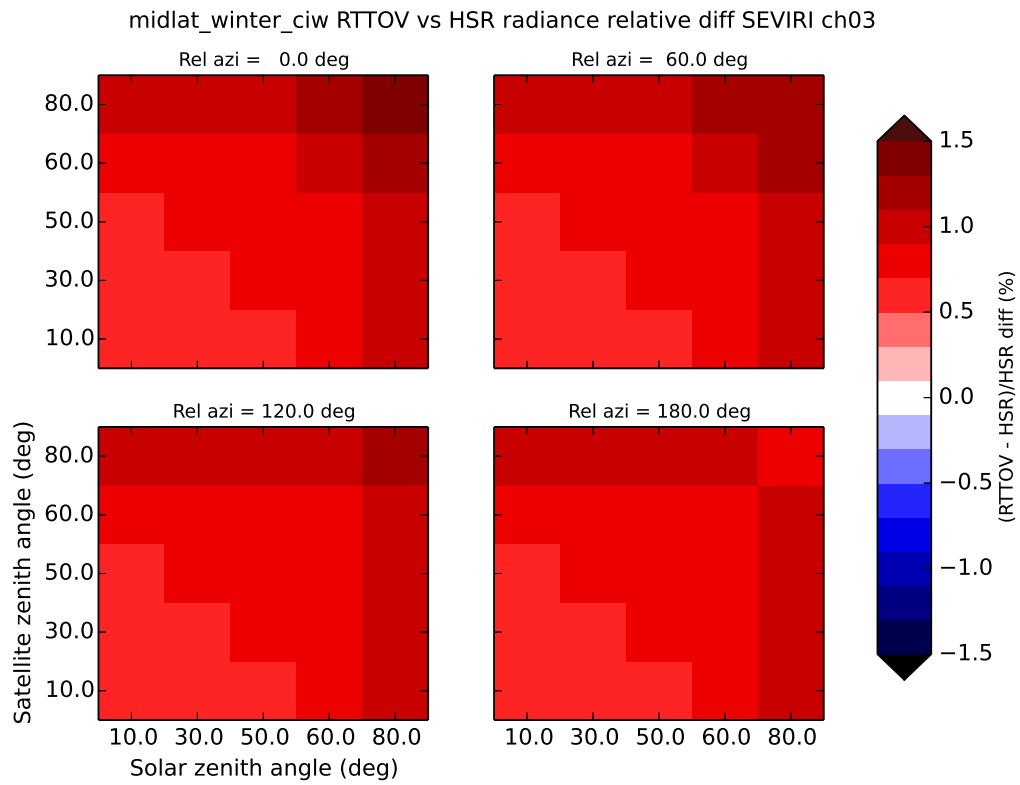 midlat_winter_ciw RTTOV vs HSR radiance relative diff SEVIRI ch03
Rel azi =   0.0 deg
80.0
60.0
50.0
30.0
10.0
Rel azi =  60.0 deg
Rel azi = 120.0 deg
80.0
60.0
50.0
30.0
10.0
10.0 30.0 50.0 60.0 80.0
Satellite zenith angle (deg)
Solar zenith angle (deg)
Rel azi = 180.0 deg
10.0 30.0 50.0 60.0 80.0
1.5
1.0
0.5
0.0
−0.5
−1.0
−1.5
(RTTOV - HSR)/HSR diff (%)